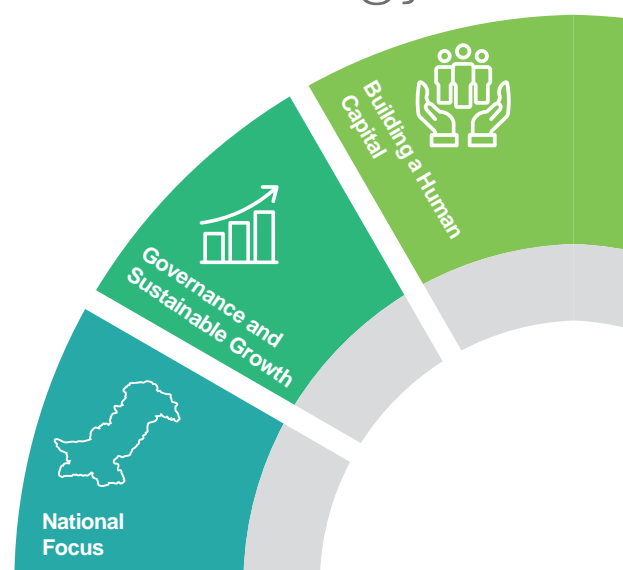 Building a Human
Capital
Governance and
Sustainable Growth
National
Focus